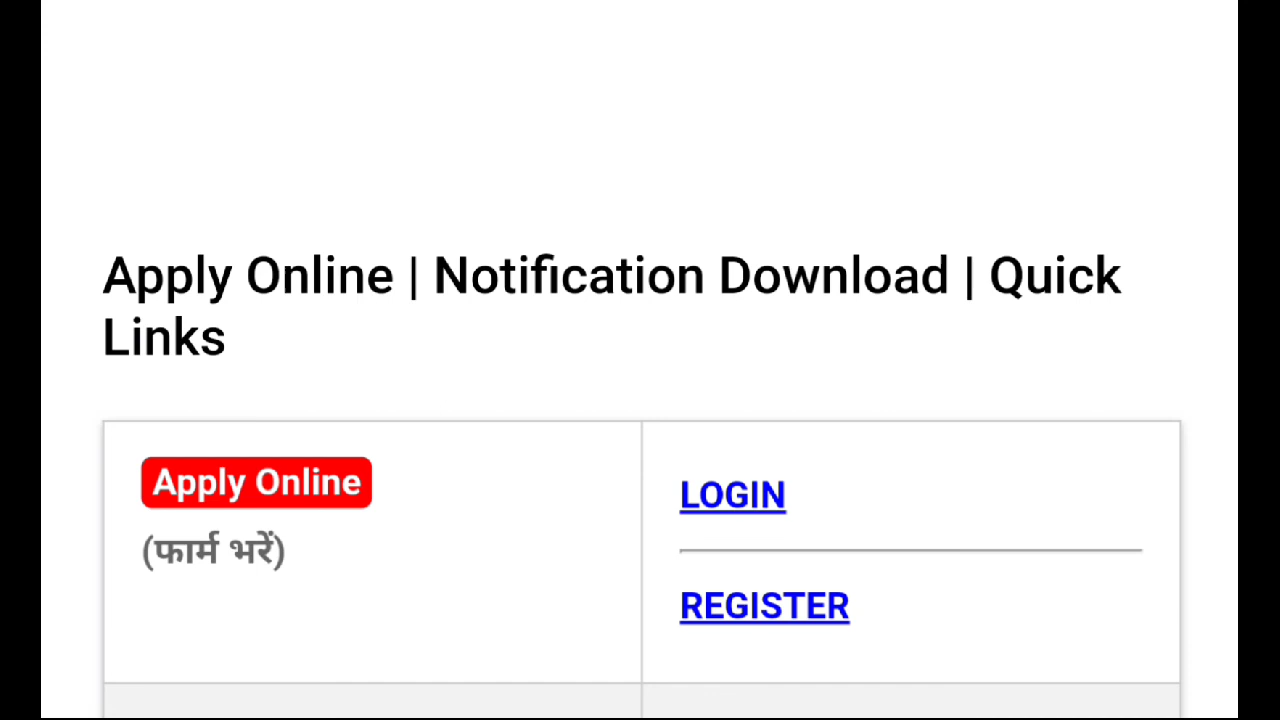 Apply Online | Notification Download | Quick
Links
Apply Online
(फार्म भरें)
LOGIN
REGISTER